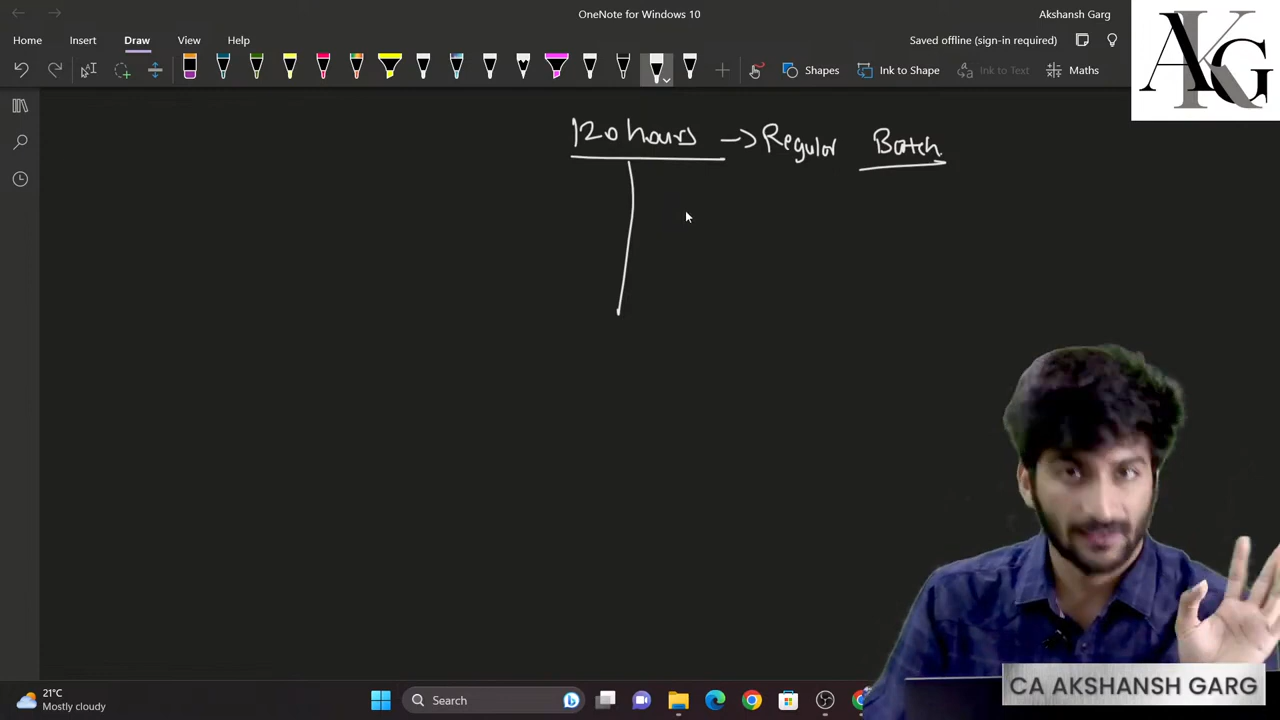 OneNote for Windows 10
Akshansh Garg
Home Insert Draw View Help
Saved offline (sign-in required)
Shapes Ink to Shape Ink to Text Maths
AKG
120 hours → Regular Batch
CA AKSHANSH GARG
21°C
Mostly cloudy
Search